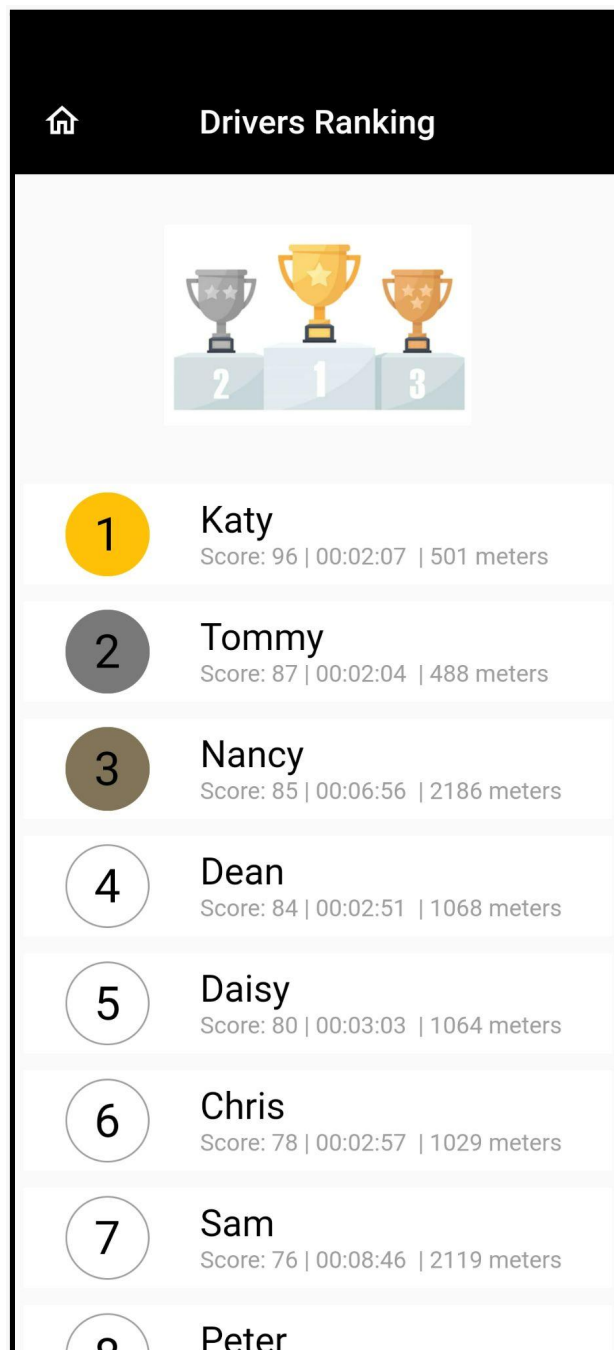 Drivers Ranking
2 1 3
1
Katy
Score: 96 | 00:02:07 | 501 meters
2
Tommy
Score: 87 | 00:02:04 | 488 meters
3
Nancy
Score: 85 | 00:06:56 | 2186 meters
4
Dean
Score: 84 | 00:02:51 | 1068 meters
5
Daisy
Score: 80 | 00:03:03 | 1064 meters
6
Chris
Score: 78 | 00:02:57 | 1029 meters
7
Sam
Score: 76 | 00:08:46 | 2119 meters
8
Peter